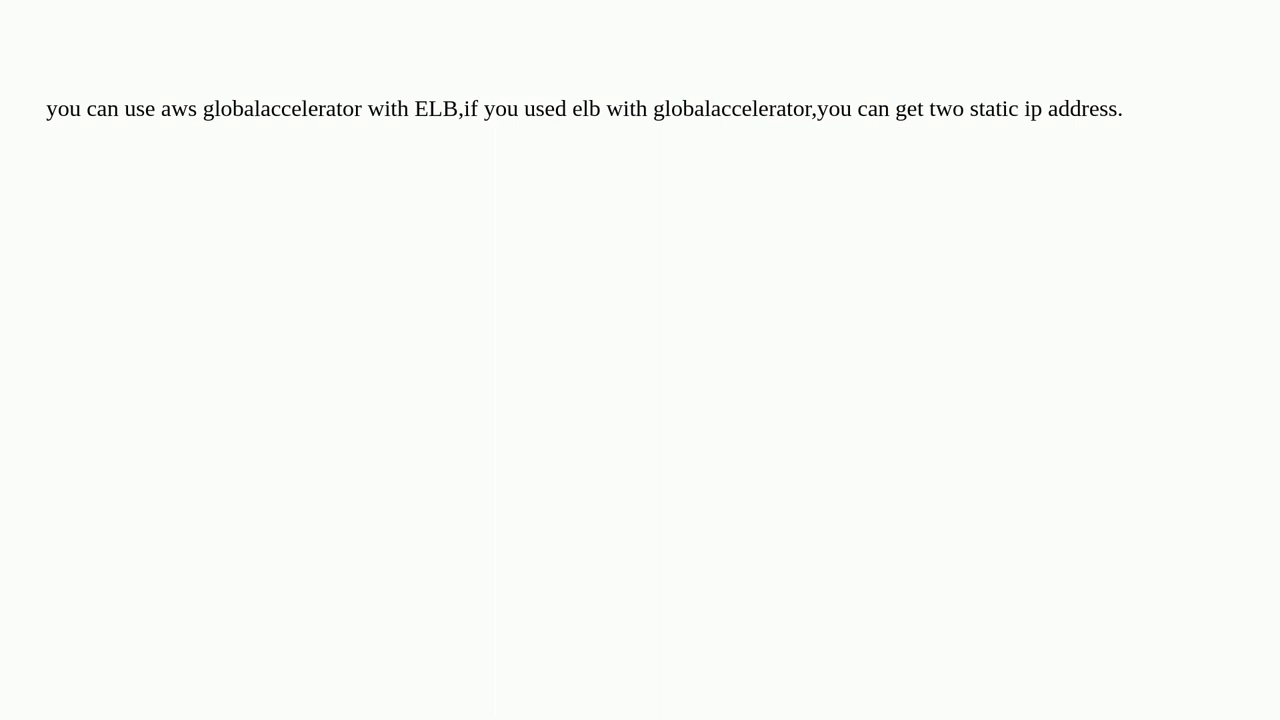 you can use aws globalaccelerator with ELB,if you used elb with globalaccelerator,you can get two static ip address.